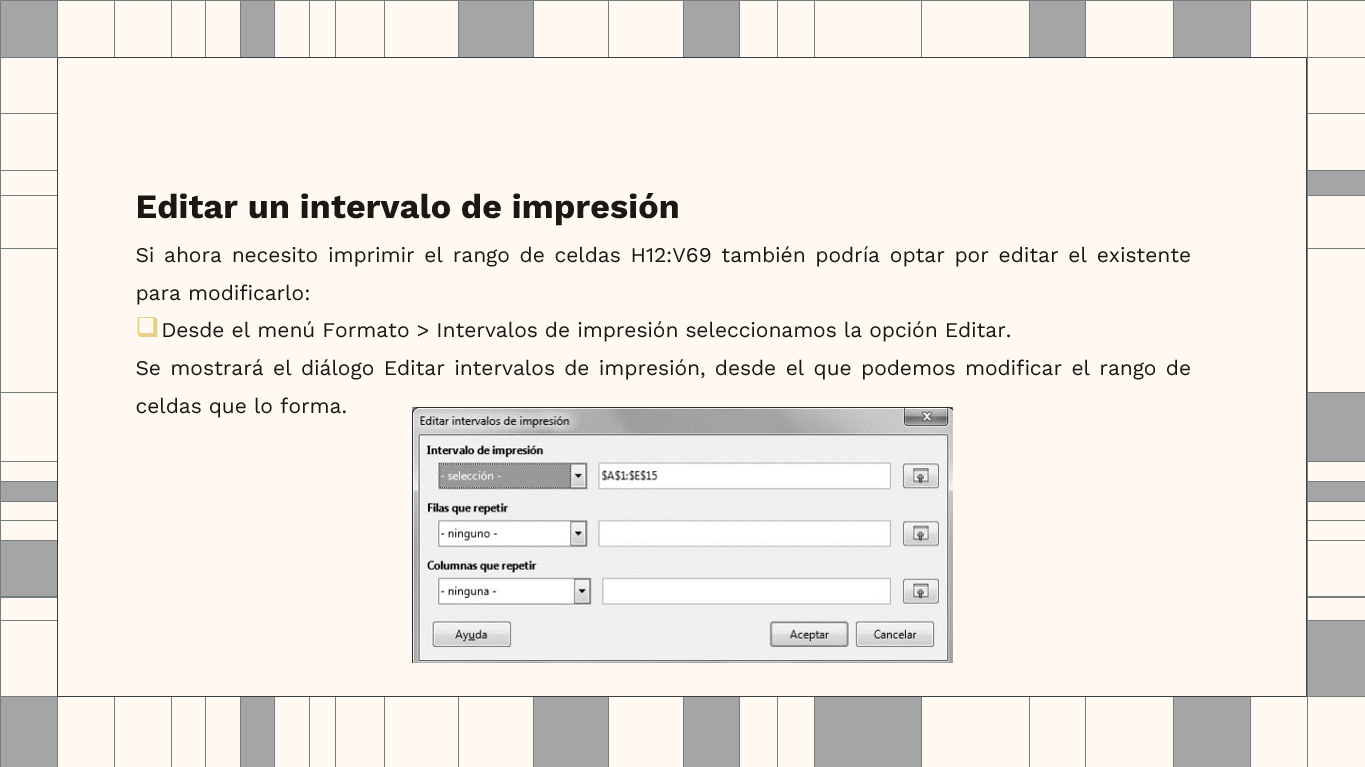 Editar un intervalo de impresión
Si ahora necesito imprimir el rango de celdas H12:V69 también podría optar por editar el existente
para modificarlo:
❑Desde el menú Formato > Intervalos de impresión seleccionamos la opción Editar.
Se mostrará el diálogo Editar intervalos de impresión, desde el que podemos modificar el rango de
celdas que lo forma.
Editar intervalos de impresión
Intervalo de impresión
- selección - $A$1:$E$15
Filas que repetir
- ninguno -
Columnas que repetir
- ninguna -
Ayuda Aceptar Cancelar